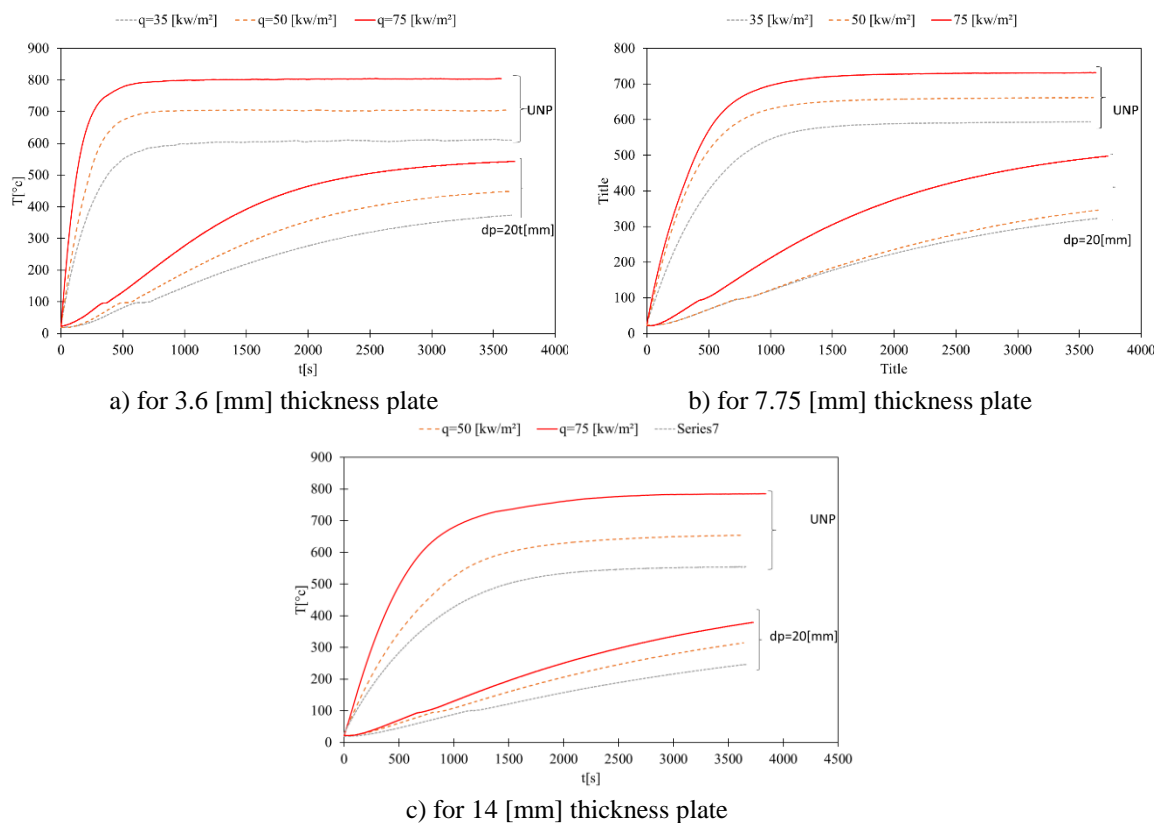 q=35 [kw/m²] q=50 [kw/m²] q=75 [kw/m²]
900
800
700
600
500
400
300
200
100
0
T[°c]
UNP
dp=20t[mm]
0 500 1000 1500 2000 2500 3000 3500 4000
t[s]
a) for 3.6 [mm] thickness plate
35 [kw/m²] 50 [kw/m²] 75 [kw/m²]
800
700
600
500
400
300
200
100
0
Title
UNP
dp=20[mm]
0 500 1000 1500 2000 2500 3000 3500 4000
Title
b) for 7.75 [mm] thickness plate
q=50 [kw/m²] q=75 [kw/m²] Series7
900
800
700
600
500
400
300
200
100
0
T[°c]
UNP
dp=20[mm]
0 500 1000 1500 2000 2500 3000 3500 4000 4500
t[s]
c) for 14 [mm] thickness plate